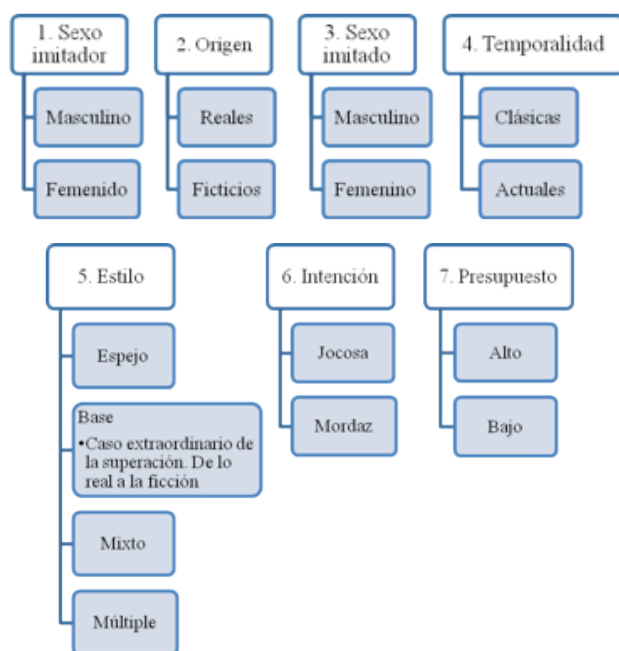 1. Sexo
imitador
Masculino
Femenido
2. Origen
Reales
Ficticios
3. Sexo
imitado
Masculino
Femenino
4. Temporalidad
Clásicas
Actuales
5. Estilo
Espejo
Base
•Caso extraordinario de
la superación. De lo
real a la ficción
Mixto
Múltiple
6. Intención
Jocosa
Mordaz
7. Presupuesto
Alto
Bajo